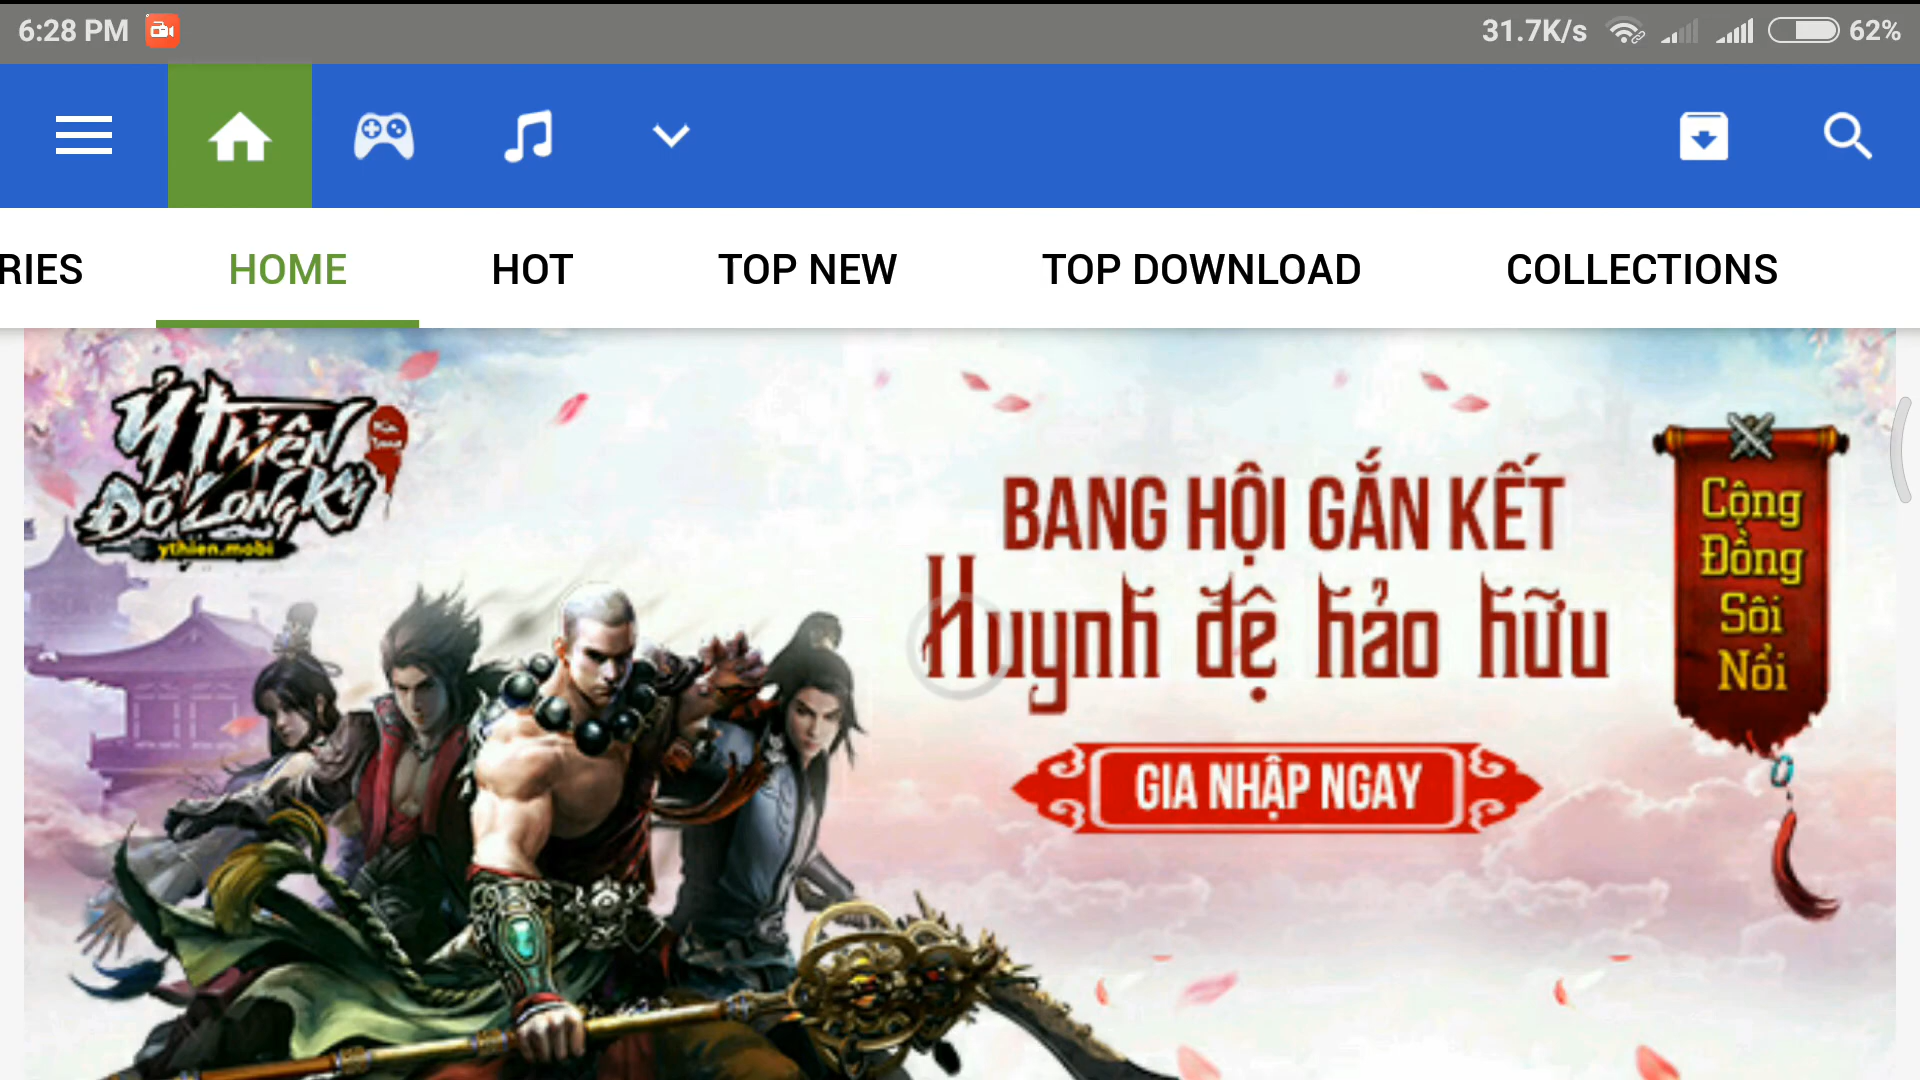 6:28 PM
31.7K/s
62%
RIES
HOME
HOT
TOP NEW
TOP DOWNLOAD
COLLECTIONS
Ỷ THIÊN
ĐỒ LONG KÝ
ythien.mobi
BANG HỘI GẮN KẾT
Huynh đệ hảo hữu
GIA NHẬP NGAY
Cộng
Đồng
Sôi
Nổi